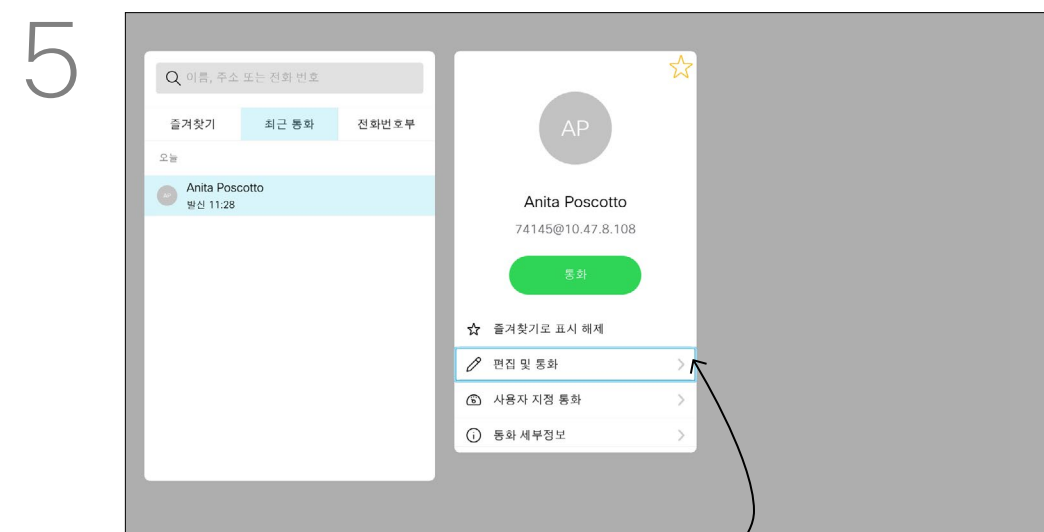 5
이름, 주소 또는 전화 번호
즐겨찾기 최근 통화 전화번호부
오늘
AP Anita Poscotto
발신 11:28
AP
Anita Poscotto
74145@10.47.8.108
통화
즐겨찾기로 표시 해제
편집 및 통화
사용자 지정 통화
통화 세부정보